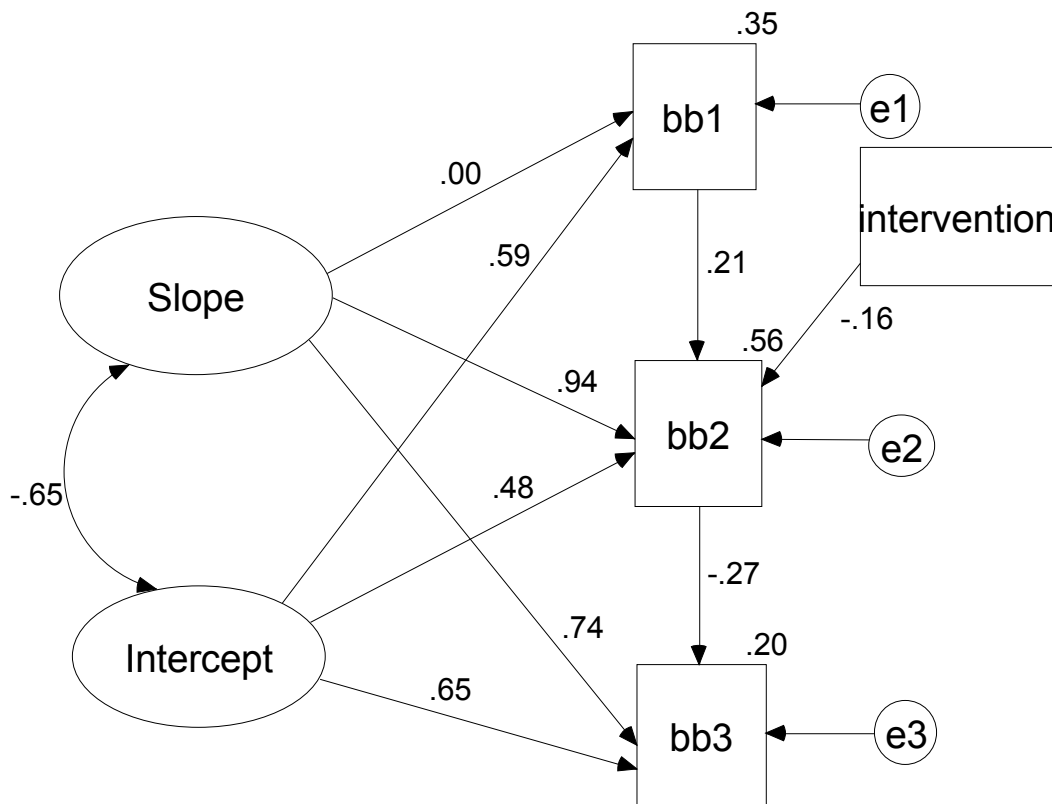 .35
bb1
e1
.00
intervention
.59
.21
Slope
-.16
.56
.94
bb2
e2
-.65
.48
-.27
.74
.20
Intercept
.65
bb3
e3